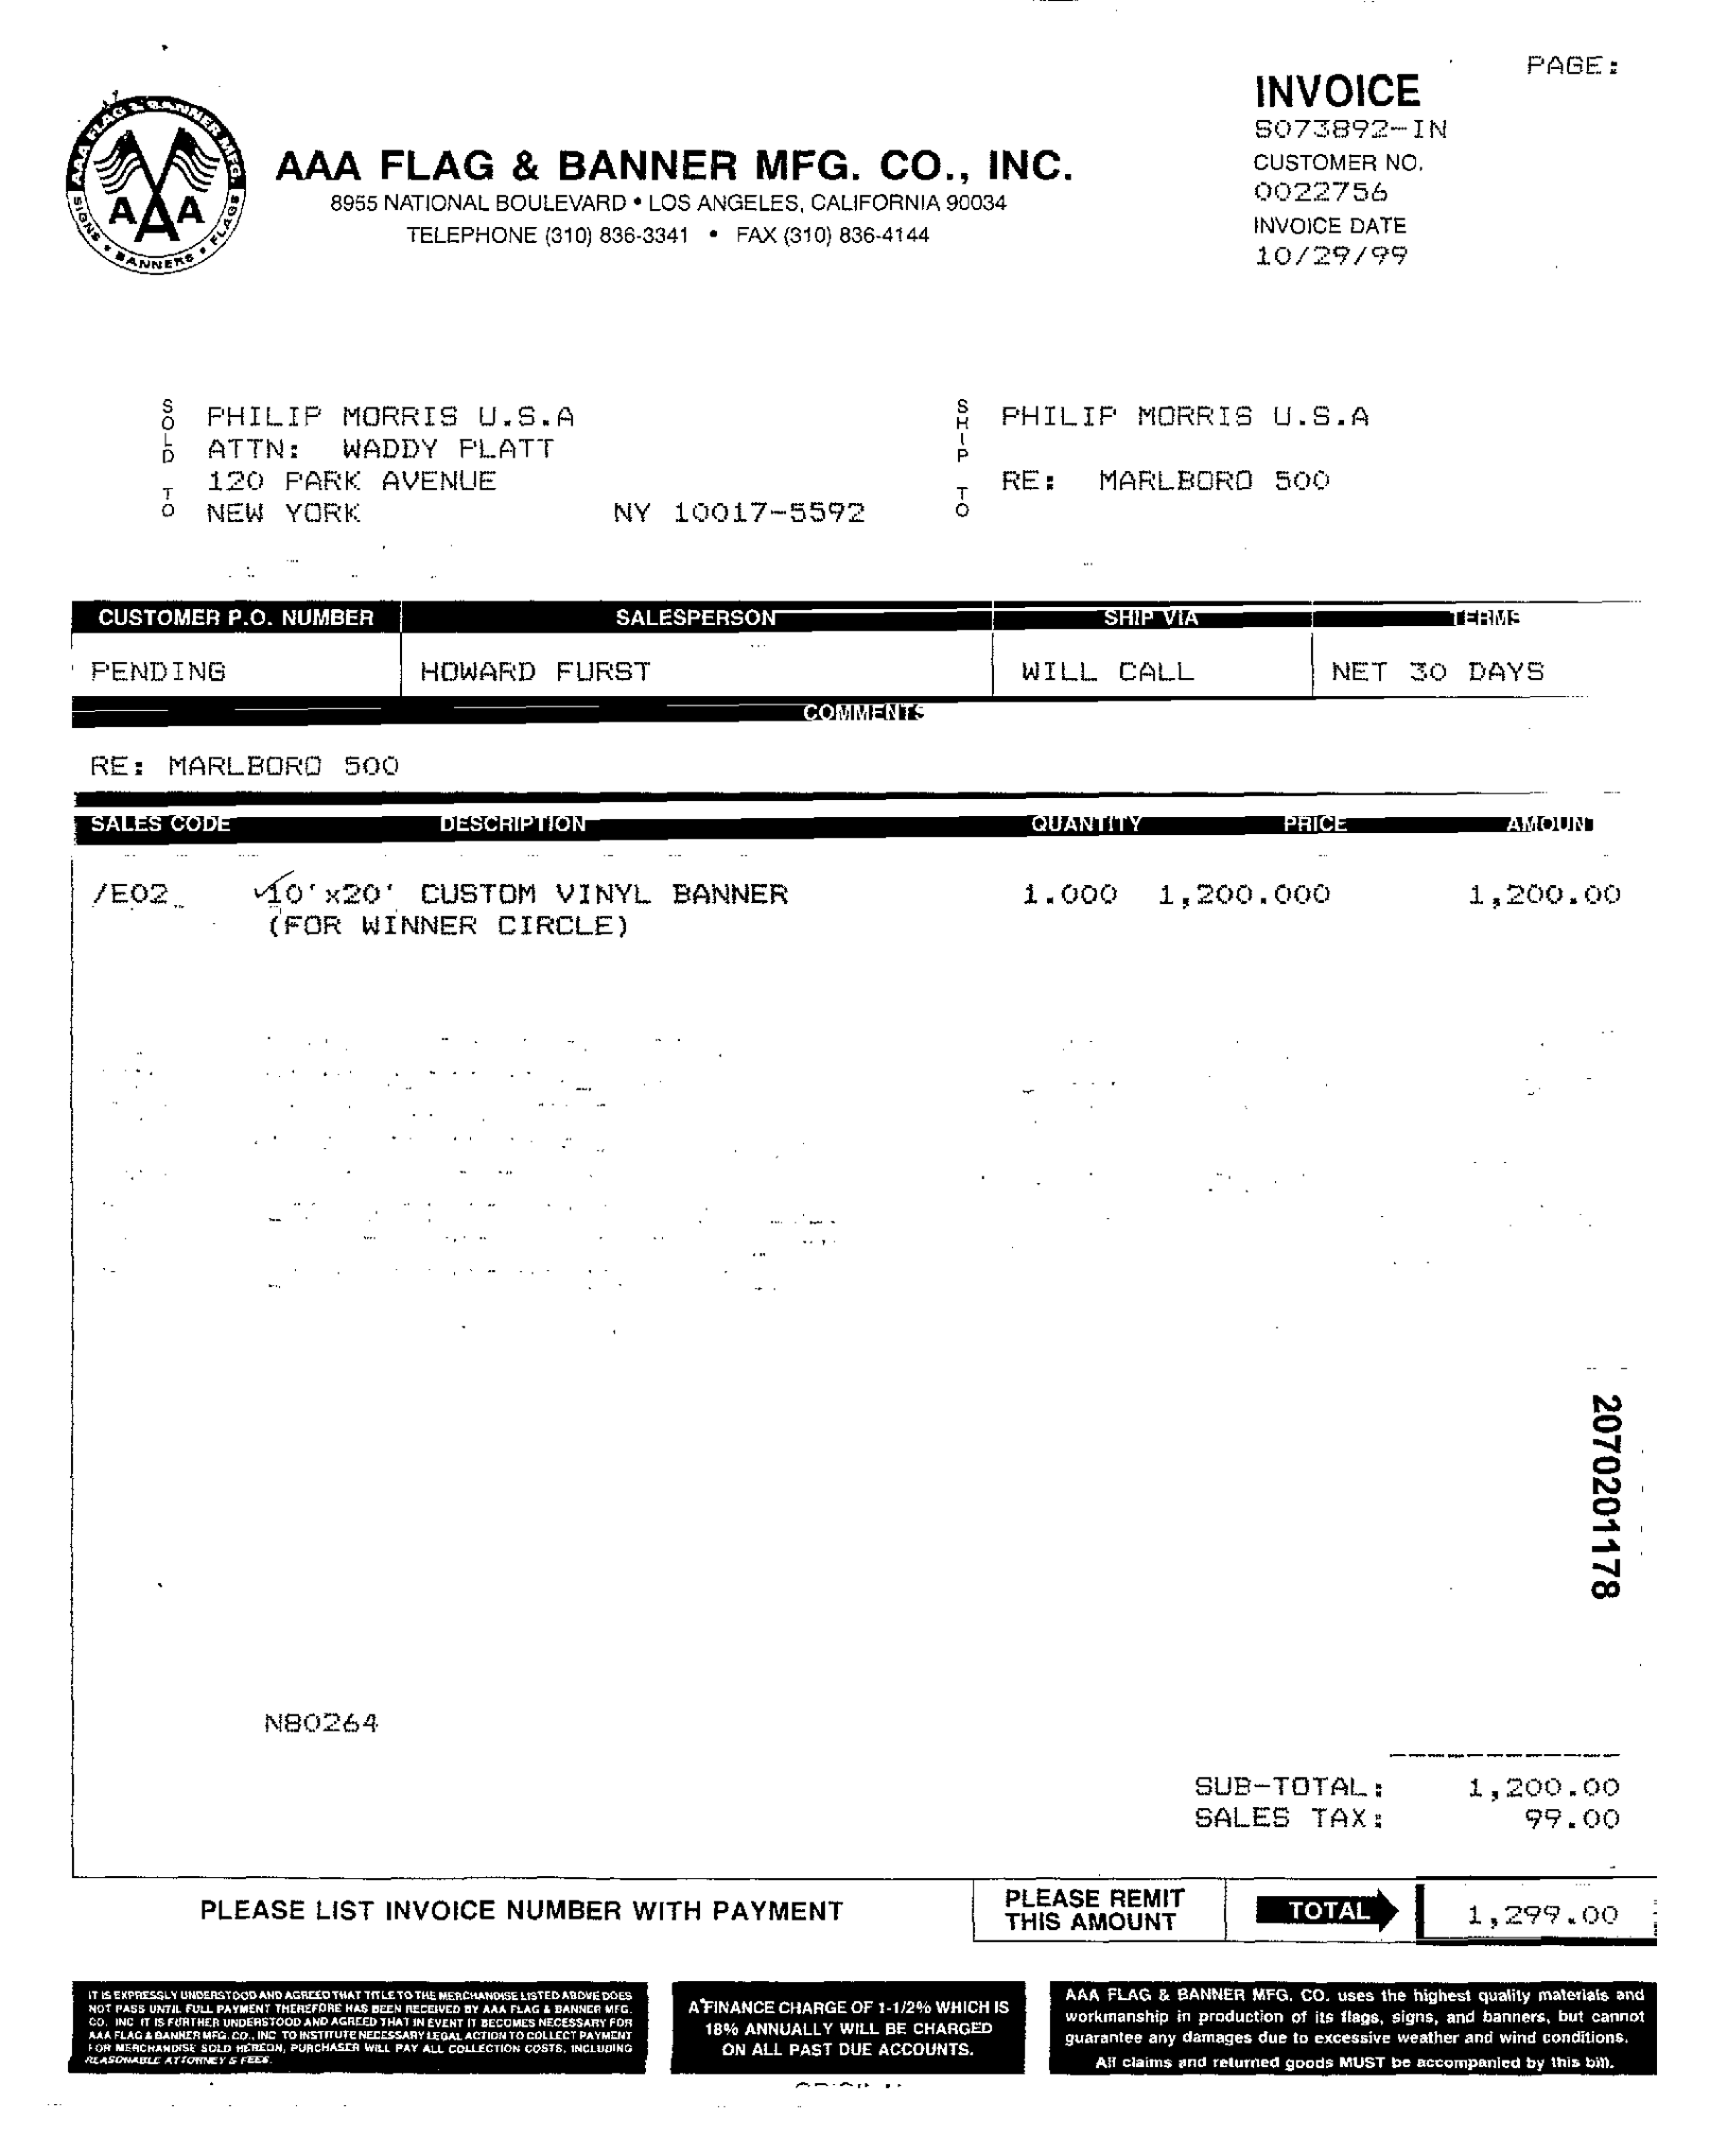 PAGE:
INVOICE
S073892-IN
CUSTOMER NO.
0022756
INVOICE DATE
10/29/99
AAA FLAG & BANNER MFG.
SIGNS • BANNERS • FLAGS
AAA
AAA FLAG & BANNER MFG. CO., INC.
8955 NATIONAL BOULEVARD • LOS ANGELES, CALIFORNIA 90034
TELEPHONE (310) 836-3341 • FAX (310) 836-4144
SOLD TO
PHILIP MORRIS U.S.A
ATTN: WADDY PLATT
120 PARK AVENUE
NEW YORK NY 10017-5592
SHIP TO
PHILIP MORRIS U.S.A
RE: MARLBORO 500
CUSTOMER P.O. NUMBER SALESPERSON SHIP VIA TERMS
PENDING HOWARD FURST WILL CALL NET 30 DAYS
COMMENTS
RE: MARLBORO 500
SALES CODE DESCRIPTION QUANTITY PRICE AMOUNT
/E02 10'x20' CUSTOM VINYL BANNER 1.000 1,200.000 1,200.00
(FOR WINNER CIRCLE)
2070201178
N80264
SUB-TOTAL: 1,200.00
SALES TAX: 99.00
PLEASE LIST INVOICE NUMBER WITH PAYMENT
PLEASE REMIT
THIS AMOUNT
TOTAL 1,299.00
IT IS EXPRESSLY UNDERSTOOD AND AGREED THAT TITLE TO THE MERCHANDISE LISTED ABOVE DOES
NOT PASS UNTIL FULL PAYMENT THEREFORE HAS BEEN RECEIVED BY AAA FLAG & BANNER MFG.
CO. INC IT IS FURTHER UNDERSTOOD AND AGREED THAT IN EVENT IT BECOMES NECESSARY FOR
AAA FLAG & BANNER MFG. CO., INC TO INSTITUTE NECESSARY LEGAL ACTION TO COLLECT PAYMENT
FOR MERCHANDISE SOLD HEREON, PURCHASER WILL PAY ALL COLLECTION COSTS, INCLUDING
REASONABLE ATTORNEY'S FEES.
A FINANCE CHARGE OF 1-1/2% WHICH IS
18% ANNUALLY WILL BE CHARGED
ON ALL PAST DUE ACCOUNTS.
AAA FLAG & BANNER MFG. CO. uses the highest quality materials and
workmanship in production of its flags, signs, and banners, but cannot
guarantee any damages due to excessive weather and wind conditions.
All claims and returned goods MUST be accompanied by this bill.